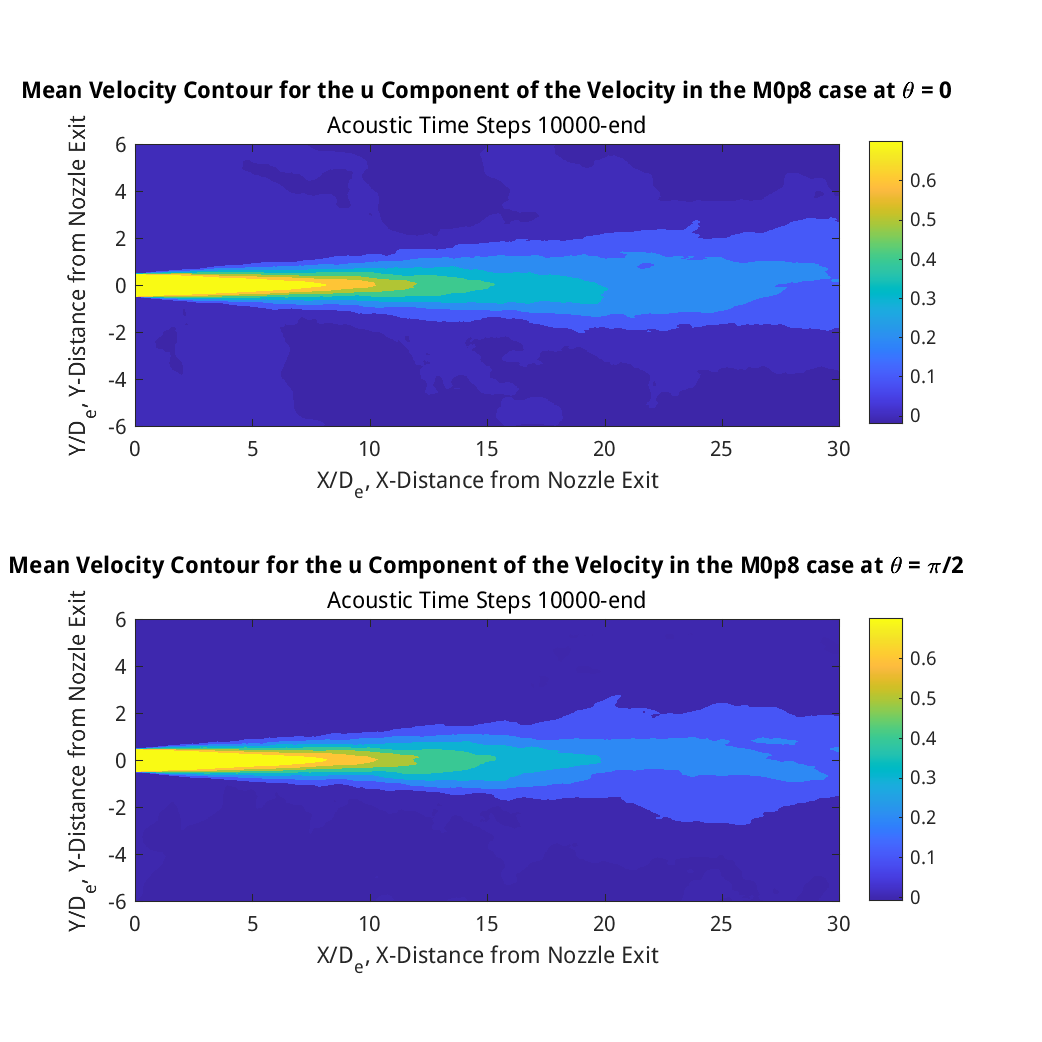 Mean Velocity Contour for the u Component of the Velocity in the M0p8 case at θ = 0
Acoustic Time Steps 10000-end
Y/De, Y-Distance from Nozzle Exit
6
4
2
0
-2
-4
-6
0 5 10 15 20 25 30
X/De, X-Distance from Nozzle Exit
0.6
0.5
0.4
0.3
0.2
0.1
0
Mean Velocity Contour for the u Component of the Velocity in the M0p8 case at θ = π/2
Acoustic Time Steps 10000-end
Y/De, Y-Distance from Nozzle Exit
6
4
2
0
-2
-4
-6
0 5 10 15 20 25 30
X/De, X-Distance from Nozzle Exit
0.6
0.5
0.4
0.3
0.2
0.1
0